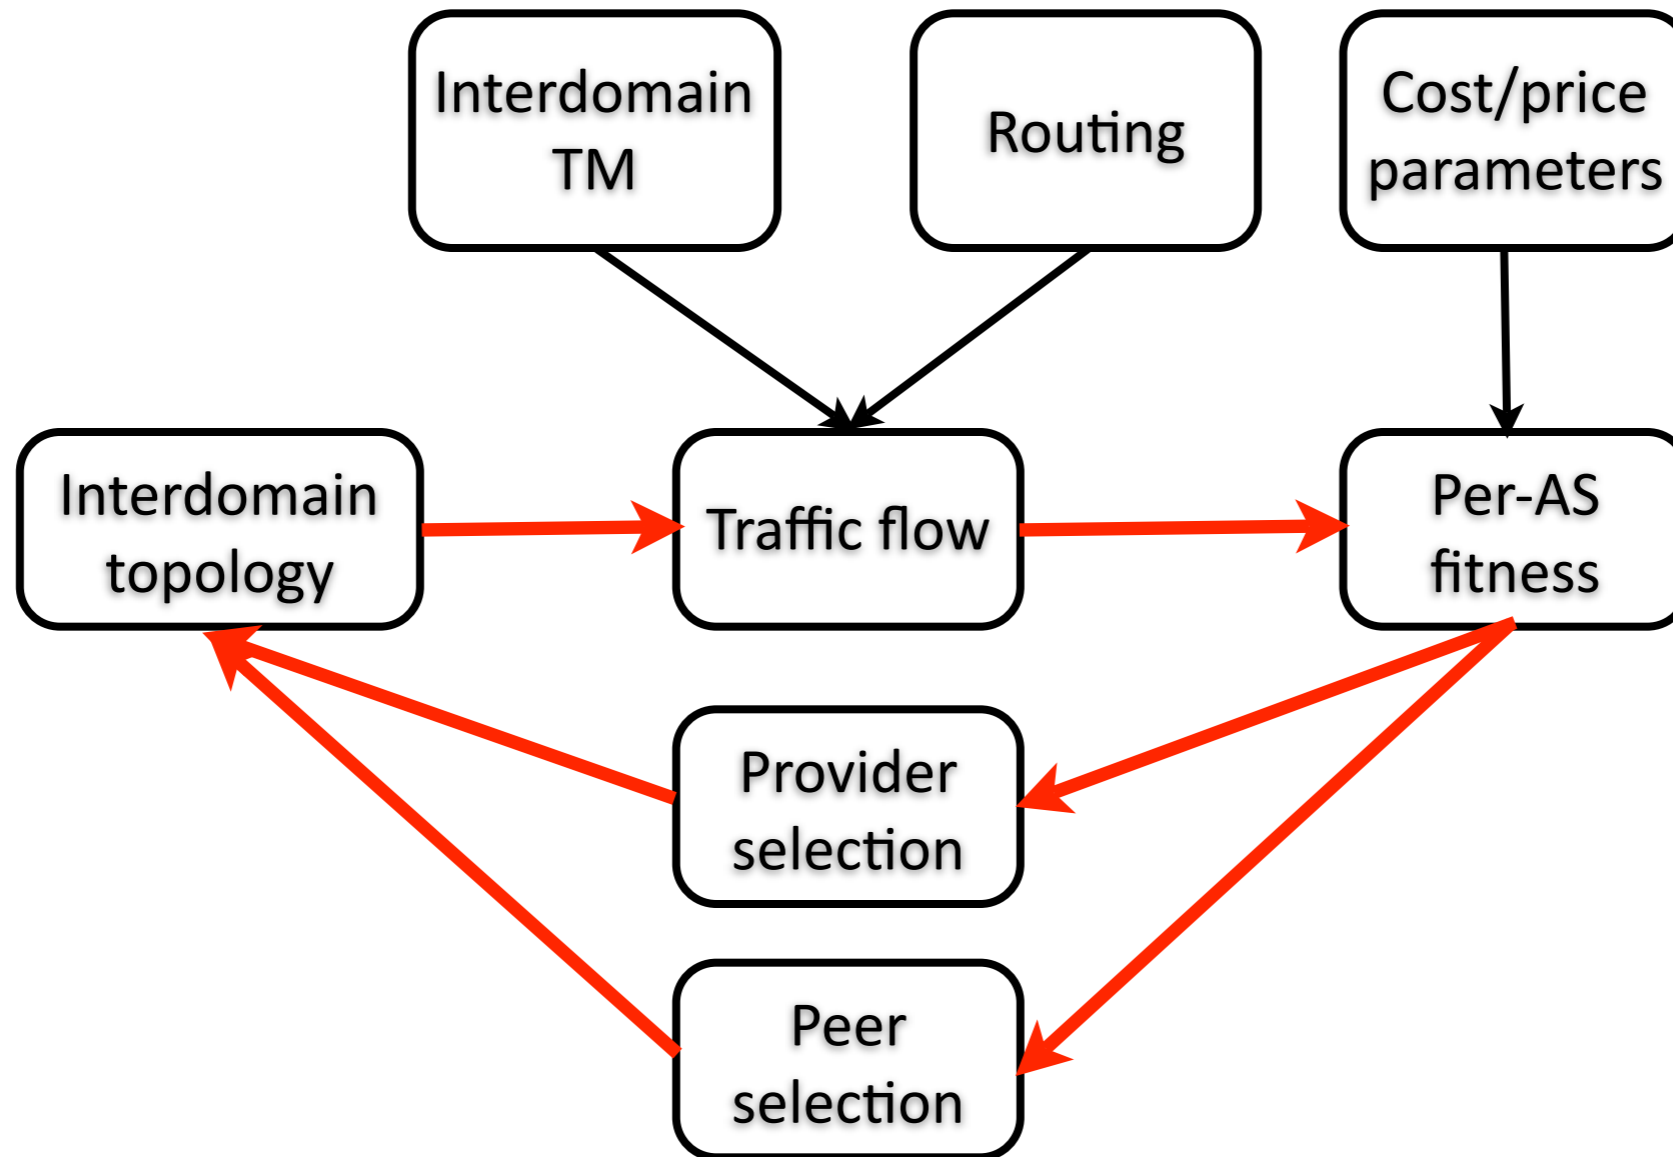 Interdomain
TM
Routing
Cost/price
parameters
Interdomain
topology
Traffic flow
Per-AS
fitness
Provider
selection
Peer
selection